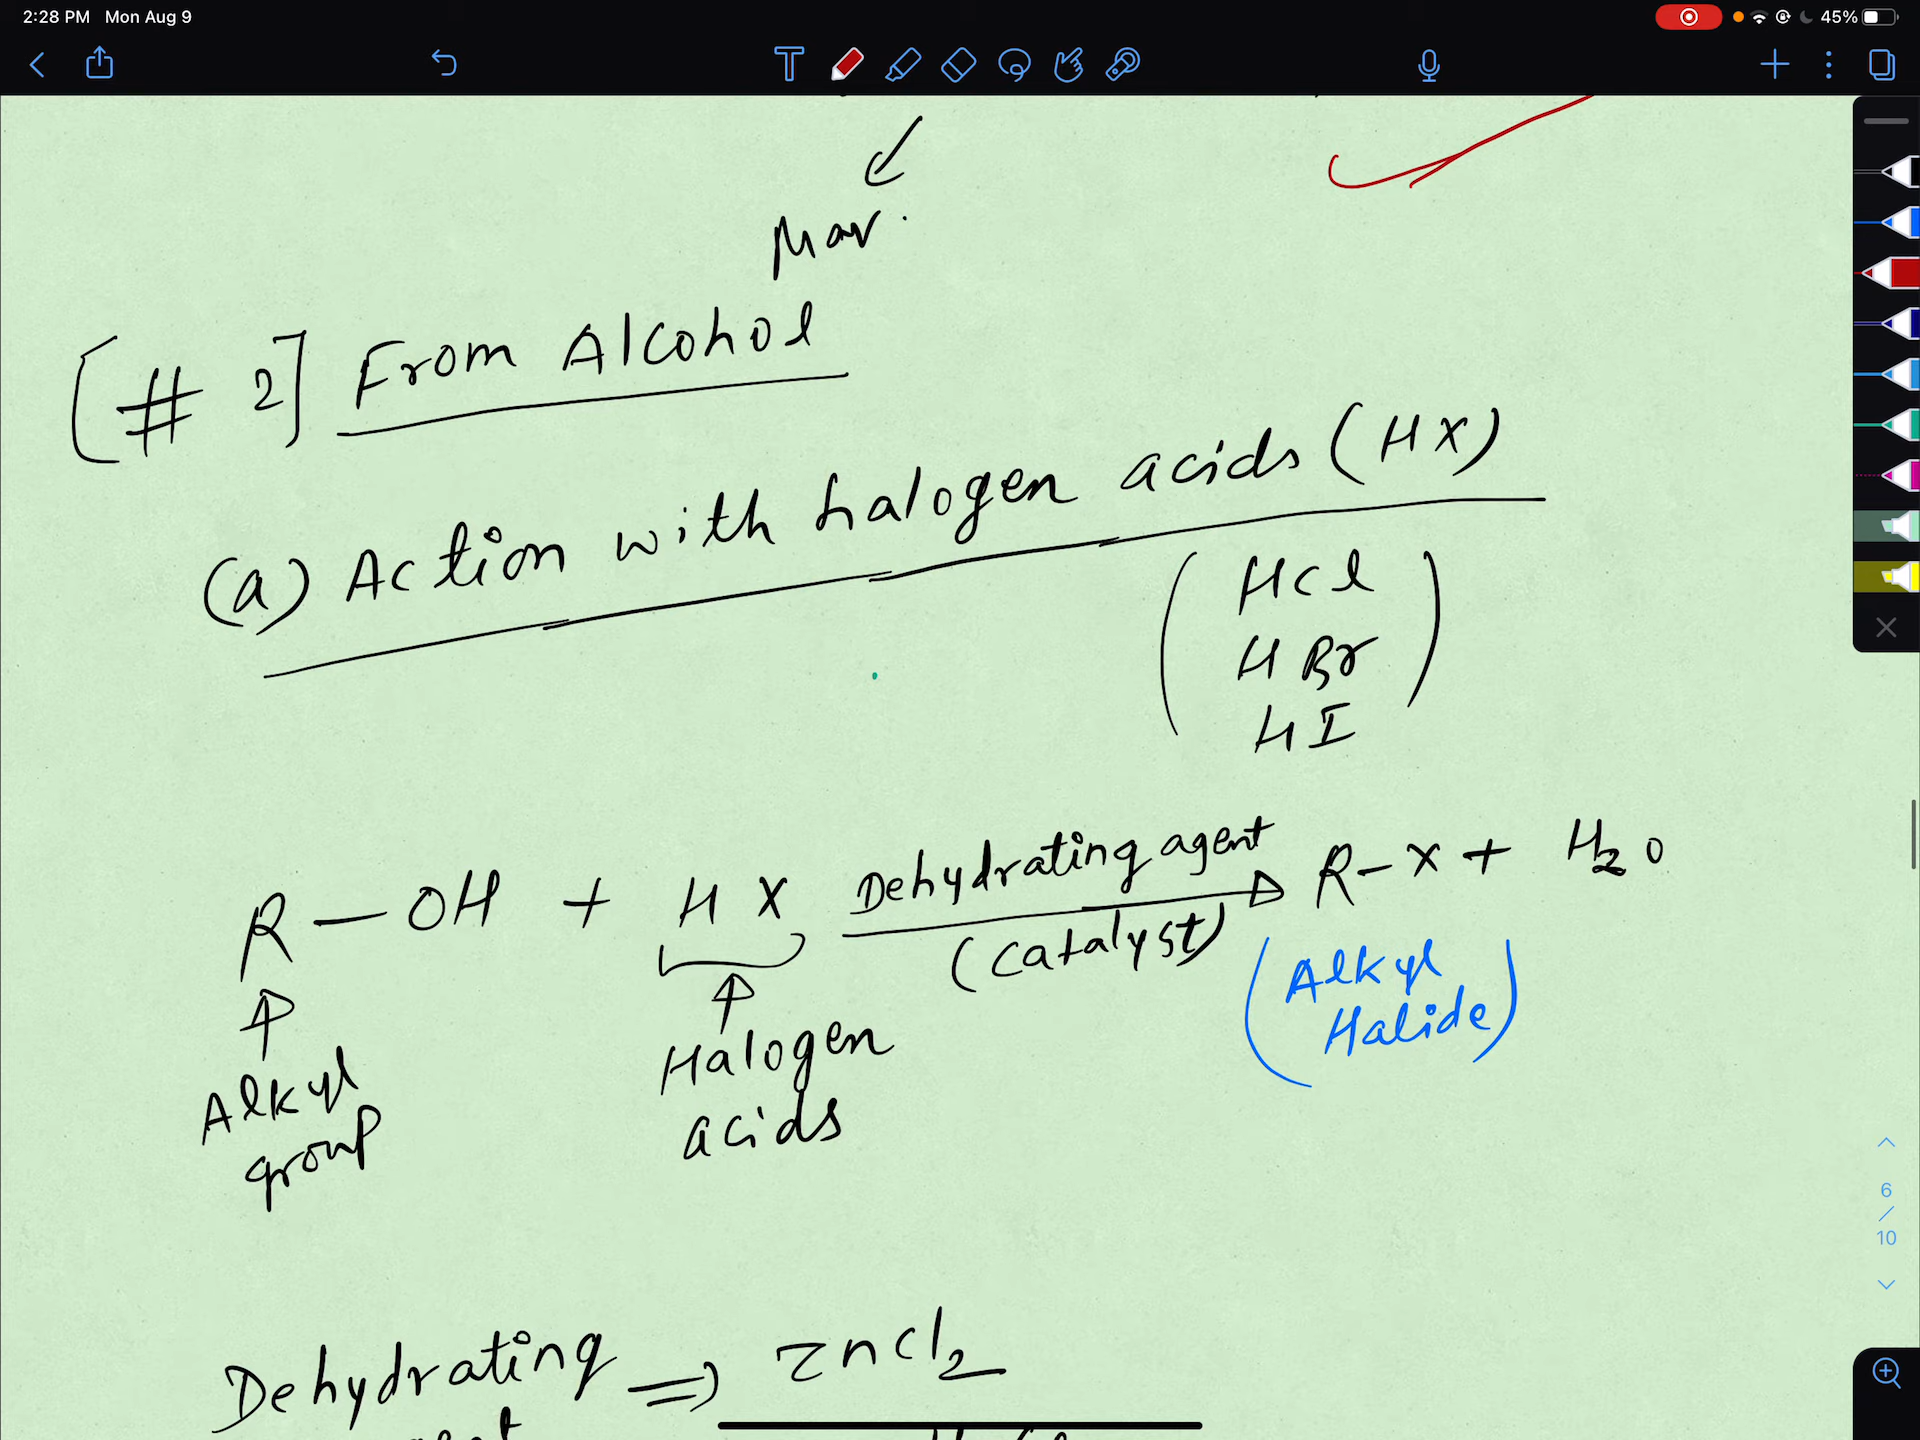 2:28 PM Mon Aug 9
45%
Mar.
[# 2] From Alcohol
(a) Action with halogen acids (HX)
(HCl
HBr
HI)
R — OH + HX Dehydrating agent (catalyst) R-X + H2O
(Alkyl Halide)
Alkyl group
Halogen acids
6
/
10
Dehydrating ⇒ ZnCl2